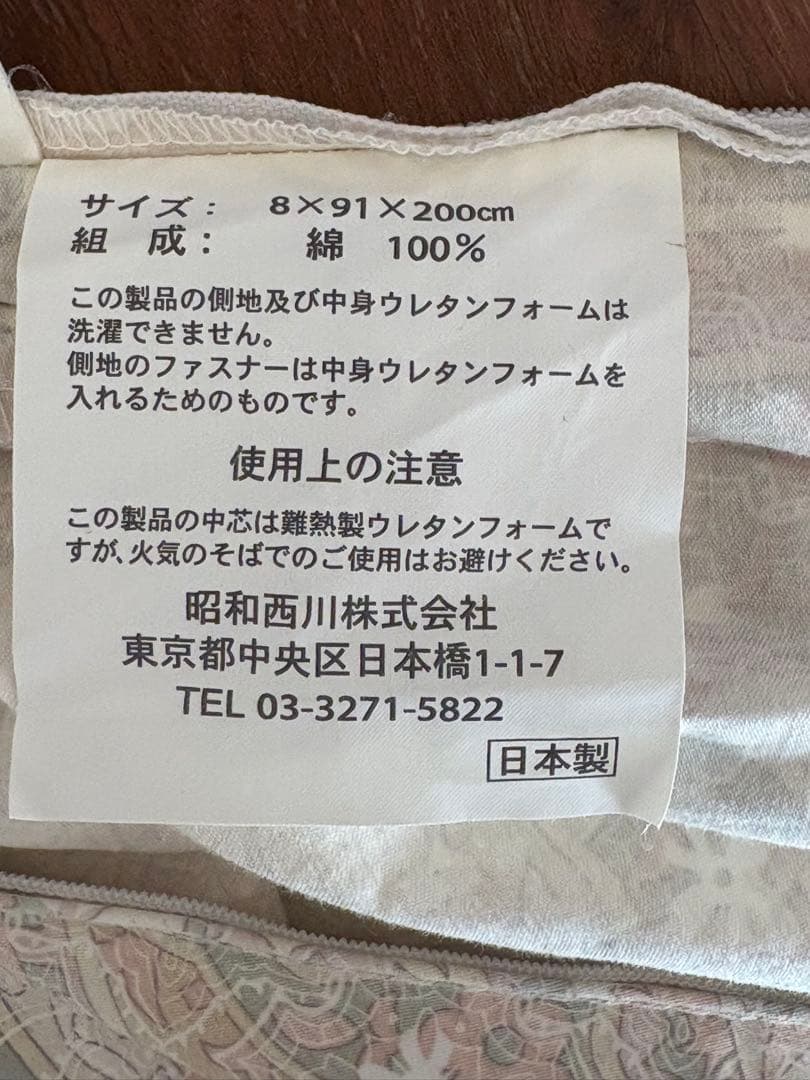 サイズ： 8×91×200cm
組　成： 綿 100%
この製品の側地及び中身ウレタンフォームは
洗濯できません。
側地のファスナーは中身ウレタンフォームを
入れるためのものです。
使用上の注意
この製品の中芯は難熱製ウレタンフォームで
すが、火気のそばでのご使用はお避けください。
昭和西川株式会社
東京都中央区日本橋1-1-7
TEL 03-3271-5822
日本製